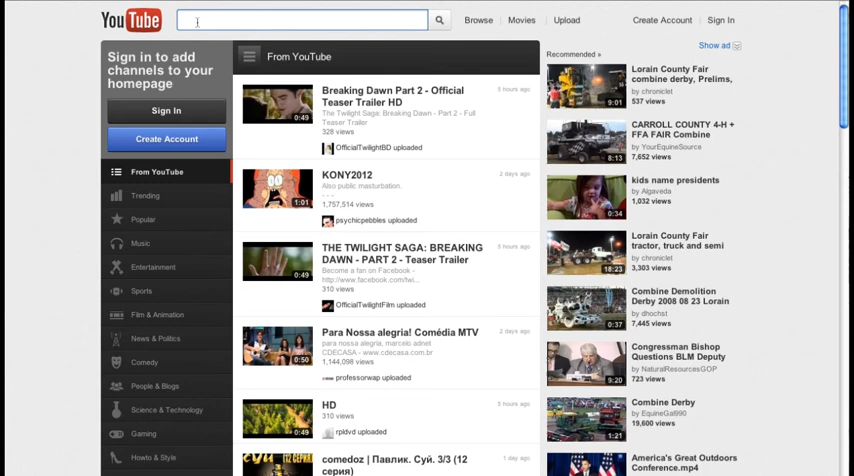 YouTube
Browse
Movies
Upload
Create Account
Sign In
Show ad
Sign in to add
channels to your
homepage
Sign In
Create Account
From YouTube
Trending
Popular
Music
Entertainment
Sports
Film & Animation
News & Politics
Comedy
People & Blogs
Science & Technology
Gaming
Howto & Style
From YouTube
Breaking Dawn Part 2 - Official
Teaser Trailer HD
5 hours ago
The Twilight Saga: Breaking Dawn - Part 2 - Full
Teaser Trailer
328 views
OfficialTwilightBD uploaded
0:49
KONY2012
2 days ago
Also public masturbation.
- - -
1,757,514 views
psychicpebbles uploaded
1:01
THE TWILIGHT SAGA: BREAKING
DAWN - PART 2 - Teaser Trailer
5 hours ago
Become a fan on Facebook -
http://www.facebook.com/twi...
310 views
OfficialTwilightFilm uploaded
0:49
Para Nossa alegria! Comédia MTV
2 days ago
para nossa alegria, marcelo adnet
CDECASA - www.cdecasa.com.br
1,144,098 views
professorwap uploaded
0:50
HD
5 hours ago
310 views
rpldvd uploaded
0:49
comedoz | Павлик. Суй. 3/3 (12
серия)
1 day ago
Recommended »
Lorain County Fair
combine derby, Prelims,
by chroniclet
537 views
9:01
CARROLL COUNTY 4-H +
FFA FAIR Combine
by YourEquineSource
7,652 views
8:13
kids name presidents
by Algaveda
1,032 views
0:34
Lorain County Fair
tractor, truck and semi
by chroniclet
3,303 views
18:23
Combine Demolition
Derby 2008 08 23 Lorain
by dhochst
7,445 views
0:37
Congressman Bishop
Questions BLM Deputy
by NaturalResourcesGOP
723 views
9:20
Combine Derby
by EquineGal990
19,600 views
1:21
America's Great Outdoors
Conference.mp4